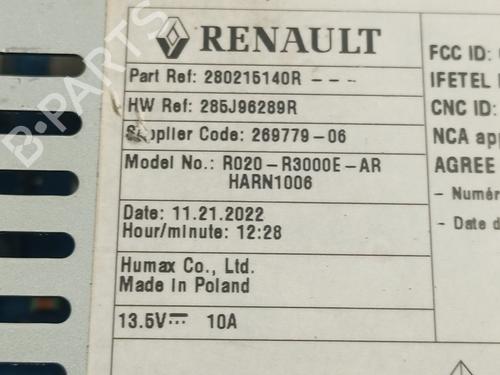 RENAULT
Part Ref: 280215140R - - -
HW Ref: 285J96289R
Supplier Code: 269779-06
Model No.: R020-R3000E-AR
HARN1006
Date: 11.21.2022
Hour/minute: 12:28
Humax Co., Ltd.
Made in Poland
13.5V⎓ 10A
FCC ID:
IFETEL
CNC ID:
NCA app
AGREE
- Numér
- Date d
B-PARTS